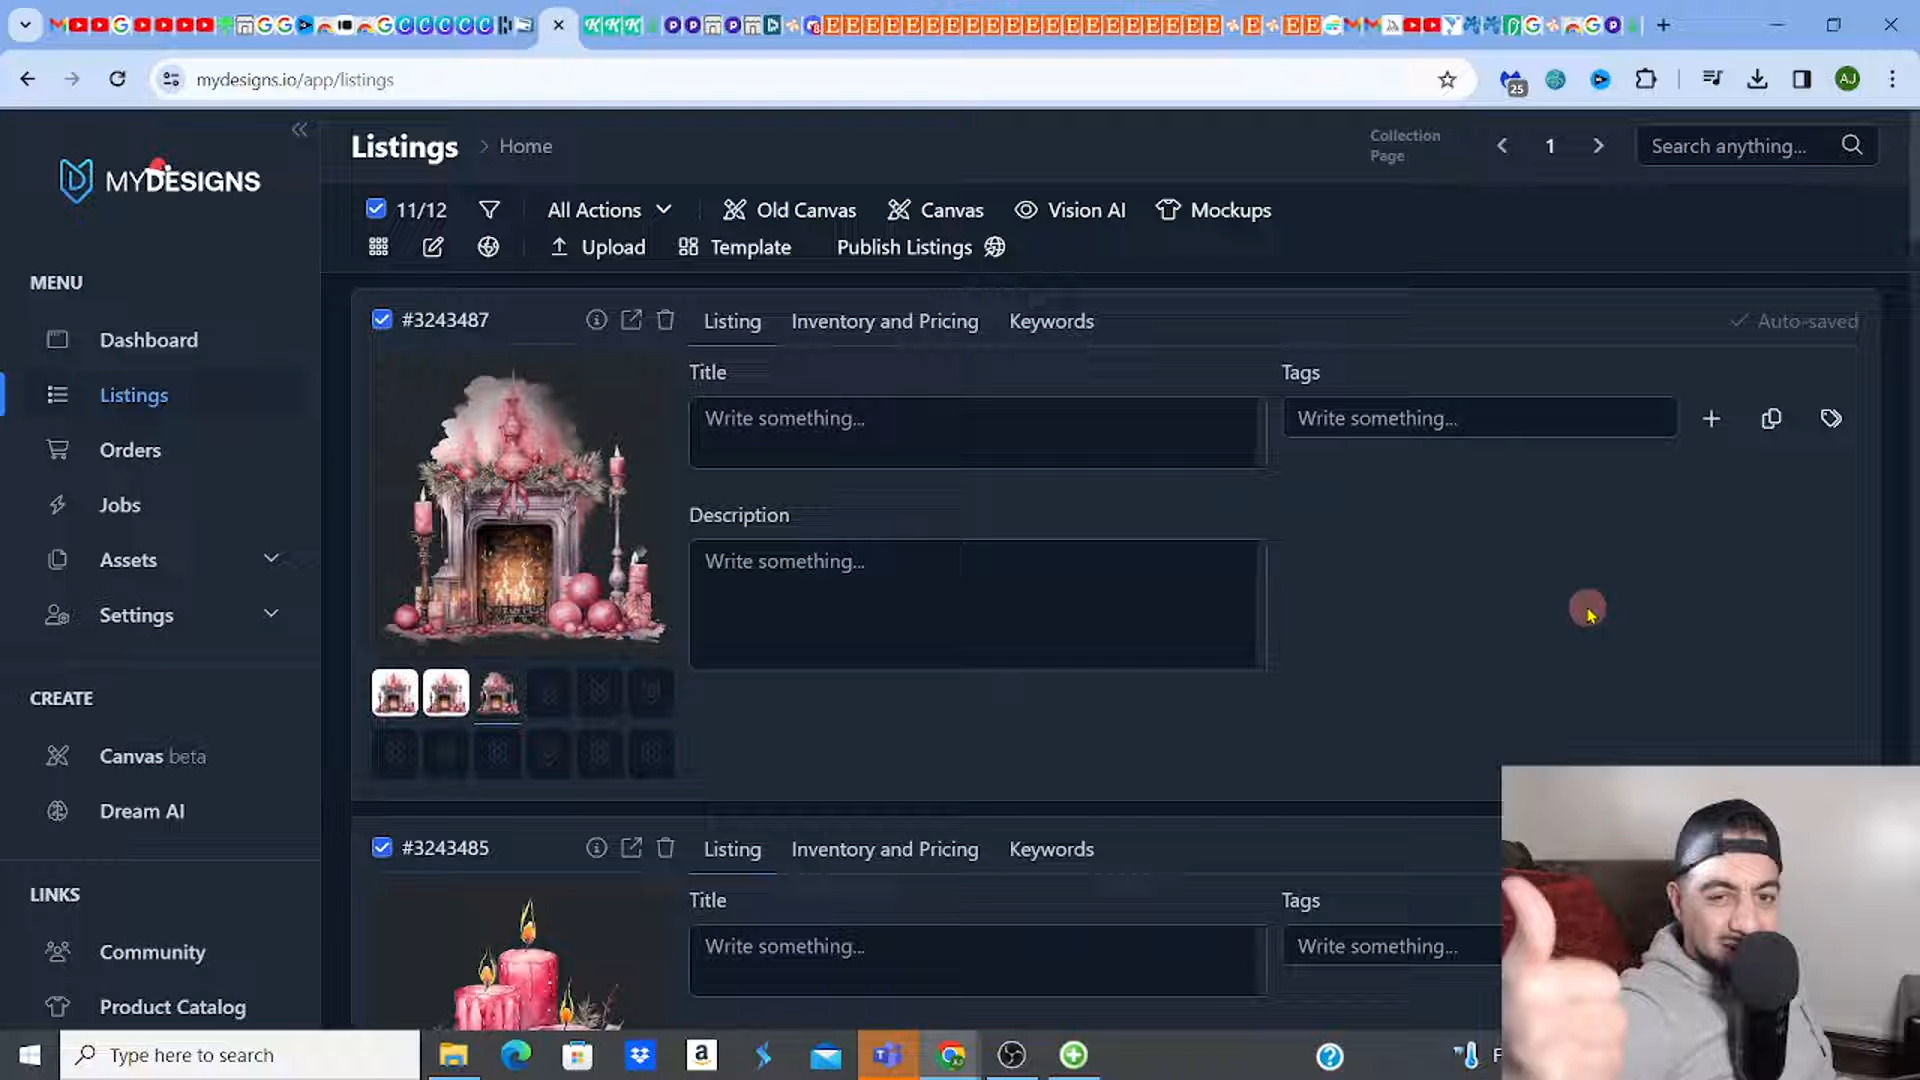 mydesigns.io/app/listings
25
AJ
MYDESIGNS
Listings
Home
Collection
Page
1
Search anything...
11/12
All Actions
Old Canvas
Canvas
Vision AI
Mockups
Upload
Template
Publish Listings
MENU
Dashboard
Listings
Orders
Jobs
Assets
Settings
CREATE
Canvas beta
Dream AI
LINKS
Community
Product Catalog
#3243487
Listing
Inventory and Pricing
Keywords
Auto-saved
Title
Write something...
Tags
Write something...
Description
Write something...
#3243485
Listing
Inventory and Pricing
Keywords
Title
Write something...
Tags
Write something...
Type here to search